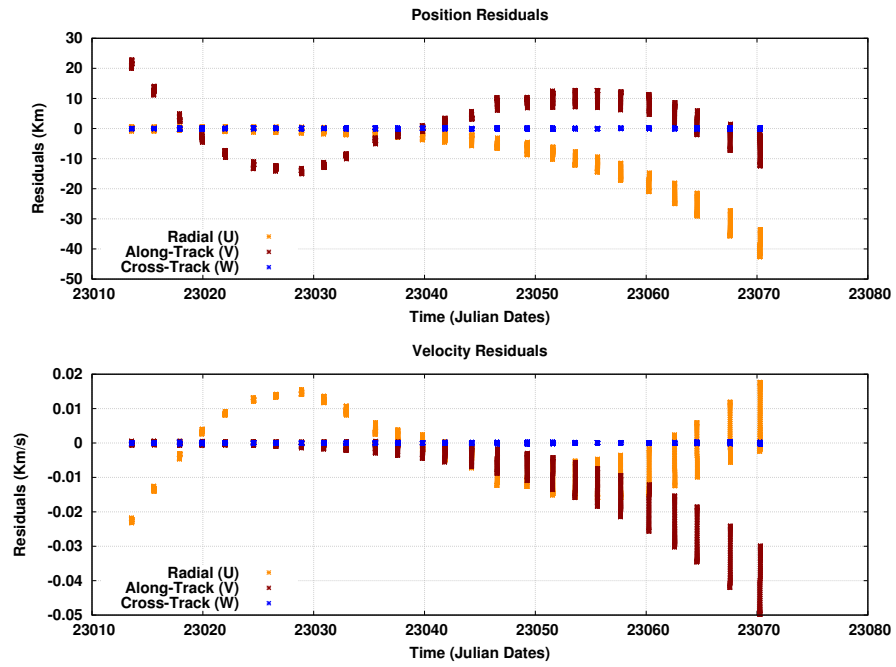 Position Residuals
30
20
10
0
-10
-20
-30
-40
-50
Residuals (Km)
Radial (U)
Along-Track (V)
Cross-Track (W)
23010 23020 23030 23040 23050 23060 23070 23080
Time (Julian Dates)
Velocity Residuals
0.02
0.01
0
-0.01
-0.02
-0.03
-0.04
-0.05
Residuals (Km/s)
Radial (U)
Along-Track (V)
Cross-Track (W)
23010 23020 23030 23040 23050 23060 23070 23080
Time (Julian Dates)